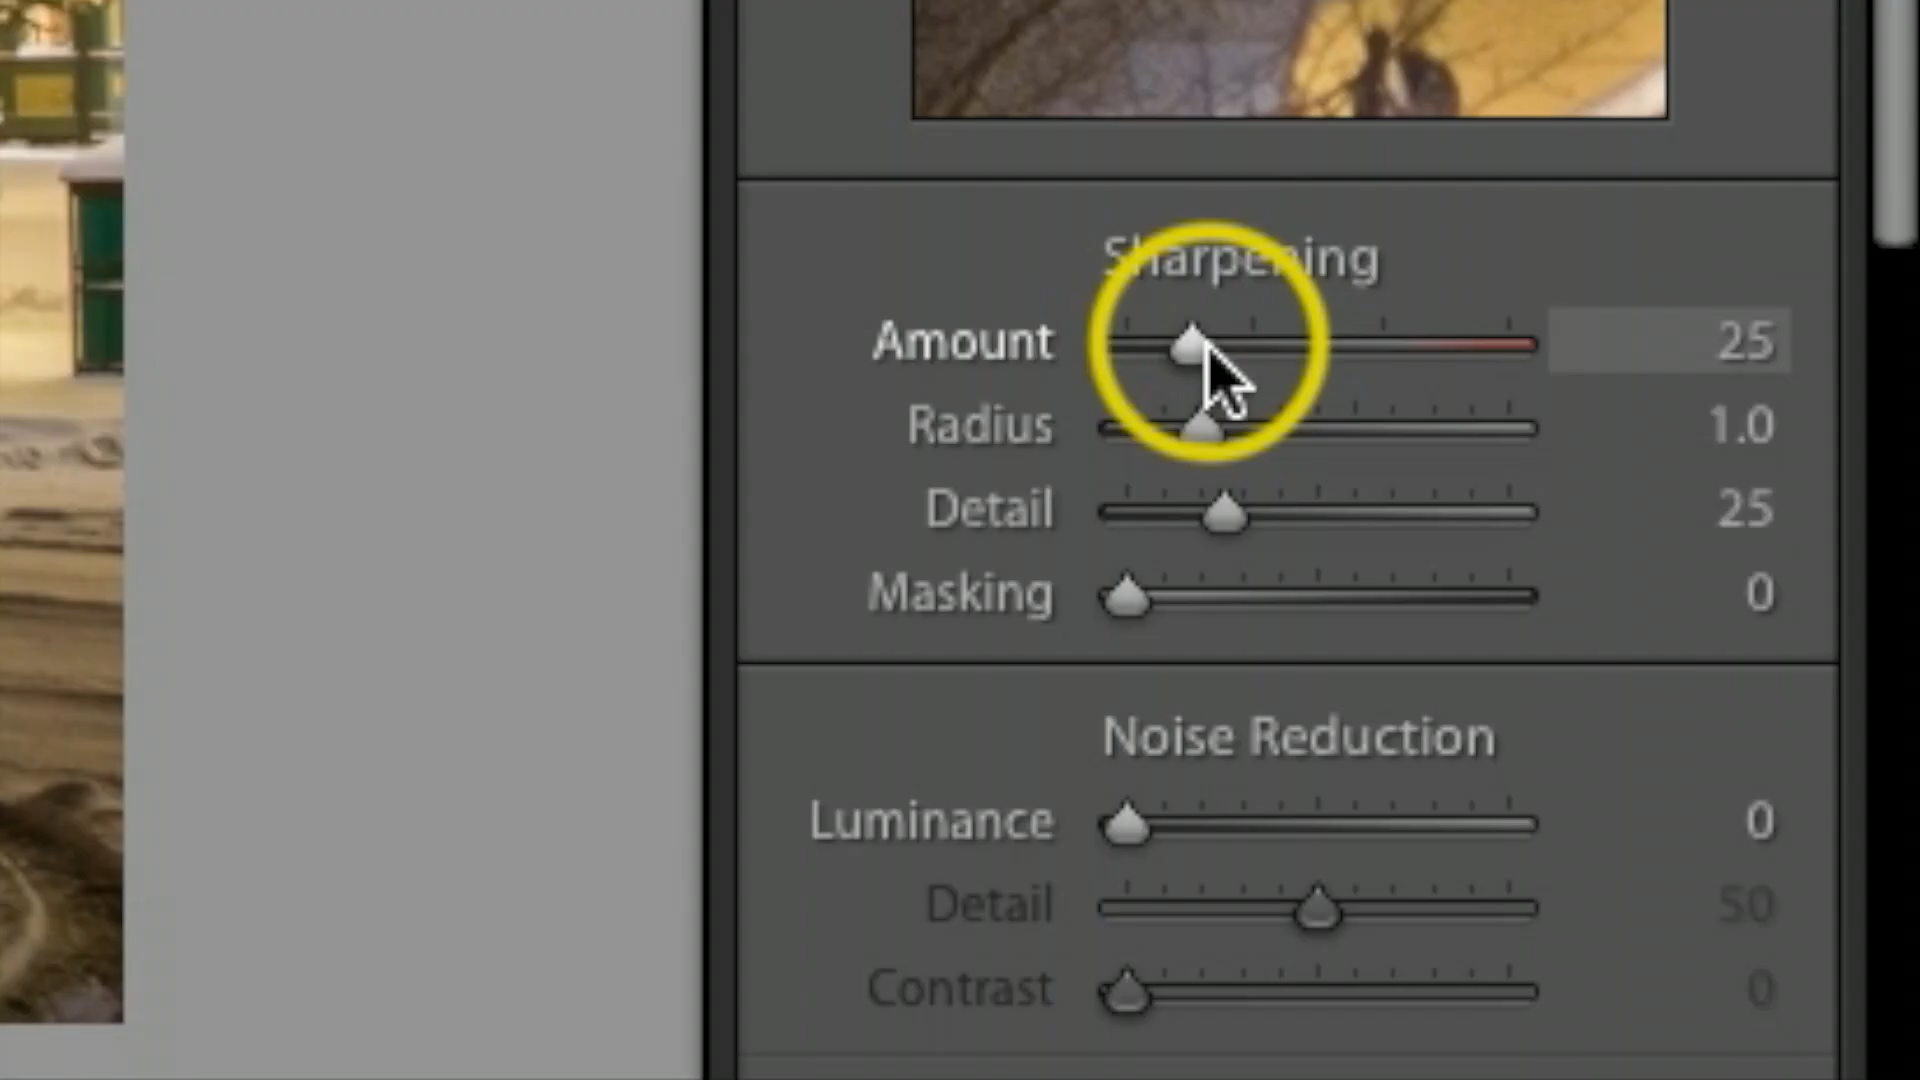 Sharpening
Amount 25
Radius 1.0
Detail 25
Masking 0
Noise Reduction
Luminance 0
Detail 50
Contrast 0